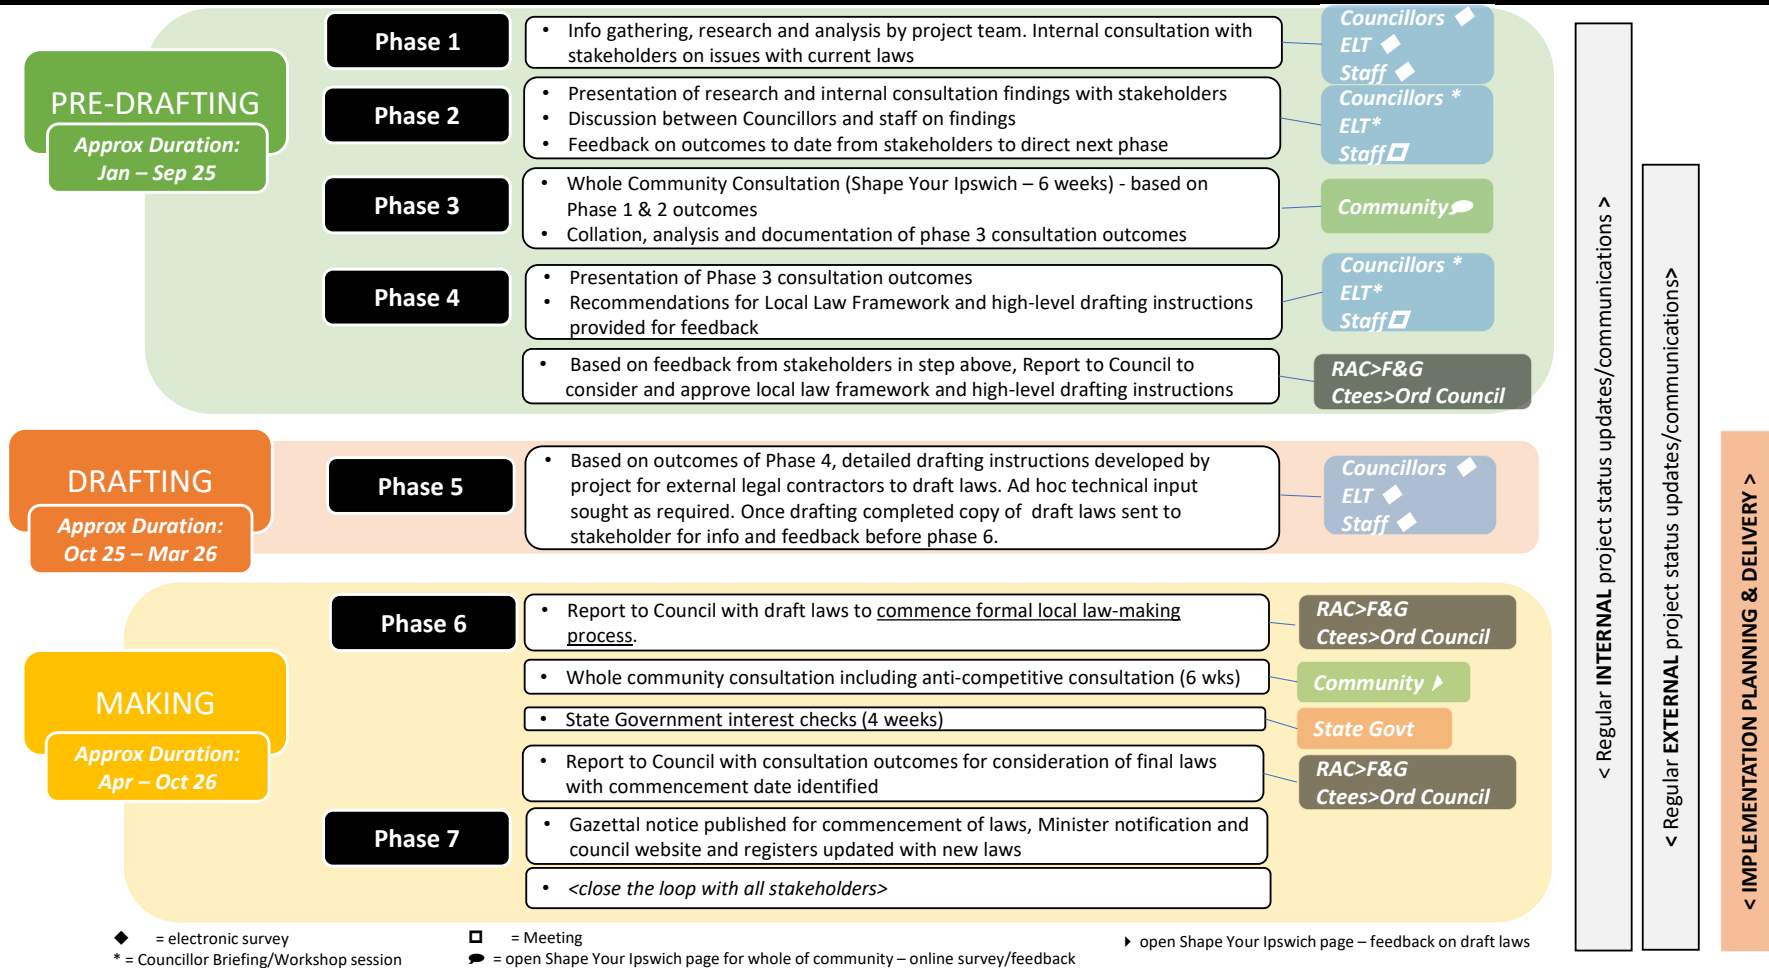 PRE-DRAFTING
Approx Duration:
Jan – Sep 25
Phase 1
• Info gathering, research and analysis by project team. Internal consultation with
stakeholders on issues with current laws
Councillors ◆
ELT ◆
Staff ◆
Phase 2
• Presentation of research and internal consultation findings with stakeholders
• Discussion between Councillors and staff on findings
• Feedback on outcomes to date from stakeholders to direct next phase
Councillors *
ELT*
Staff
Phase 3
• Whole Community Consultation (Shape Your Ipswich – 6 weeks) - based on
Phase 1 & 2 outcomes
• Collation, analysis and documentation of phase 3 consultation outcomes
Community
Phase 4
• Presentation of Phase 3 consultation outcomes
• Recommendations for Local Law Framework and high-level drafting instructions
provided for feedback
Councillors *
ELT*
Staff
• Based on feedback from stakeholders in step above, Report to Council to
consider and approve local law framework and high-level drafting instructions
RAC>F&G
Ctees>Ord Council
DRAFTING
Approx Duration:
Oct 25 – Mar 26
Phase 5
• Based on outcomes of Phase 4, detailed drafting instructions developed by
project for external legal contractors to draft laws. Ad hoc technical input
sought as required. Once drafting completed copy of draft laws sent to
stakeholder for info and feedback before phase 6.
Councillors ◆
ELT ◆
Staff ◆
MAKING
Approx Duration:
Apr – Oct 26
Phase 6
• Report to Council with draft laws to commence formal local law-making
process.
RAC>F&G
Ctees>Ord Council
• Whole community consultation including anti-competitive consultation (6 wks)
Community
• State Government interest checks (4 weeks)
State Govt
• Report to Council with consultation outcomes for consideration of final laws
with commencement date identified
RAC>F&G
Ctees>Ord Council
Phase 7
• Gazettal notice published for commencement of laws, Minister notification and
council website and registers updated with new laws
• <close the loop with all stakeholders>
< Regular INTERNAL project status updates/communications >
< Regular EXTERNAL project status updates/communications>
< IMPLEMENTATION PLANNING & DELIVERY >
◆ = electronic survey
* = Councillor Briefing/Workshop session
= Meeting
= open Shape Your Ipswich page for whole of community – online survey/feedback
open Shape Your Ipswich page – feedback on draft laws